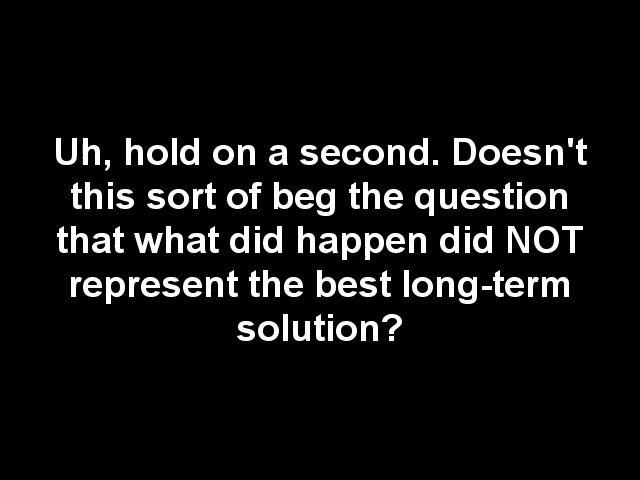 Uh, hold on a second. Doesn't
this sort of beg the question
that what did happen did NOT
represent the best long-term
solution?